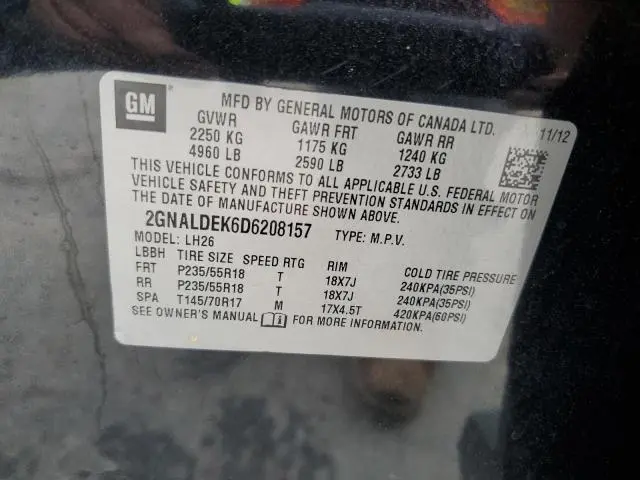 GM
MFD BY GENERAL MOTORS OF CANADA LTD. 11/12
GVWR GAWR FRT GAWR RR
2250 KG 1175 KG 1240 KG
4960 LB 2590 LB 2733 LB
THIS VEHICLE CONFORMS TO ALL APPLICABLE U.S. FEDERAL MOTOR
VEHICLE SAFETY AND THEFT PREVENTION STANDARDS IN EFFECT ON
THE DATE OF MANUFACTURE SHOWN ABOVE.
2GNALDEK6D6208157 TYPE: M.P.V.
MODEL: LH26
LBBH TIRE SIZE SPEED RTG RIM COLD TIRE PRESSURE
FRT P235/55R18 T 18X7J 240KPA(35PSI)
RR P235/55R18 T 18X7J 240KPA(35PSI)
SPA T145/70R17 M 17X4.5T 420KPA(60PSI)
SEE OWNER'S MANUAL FOR MORE INFORMATION.